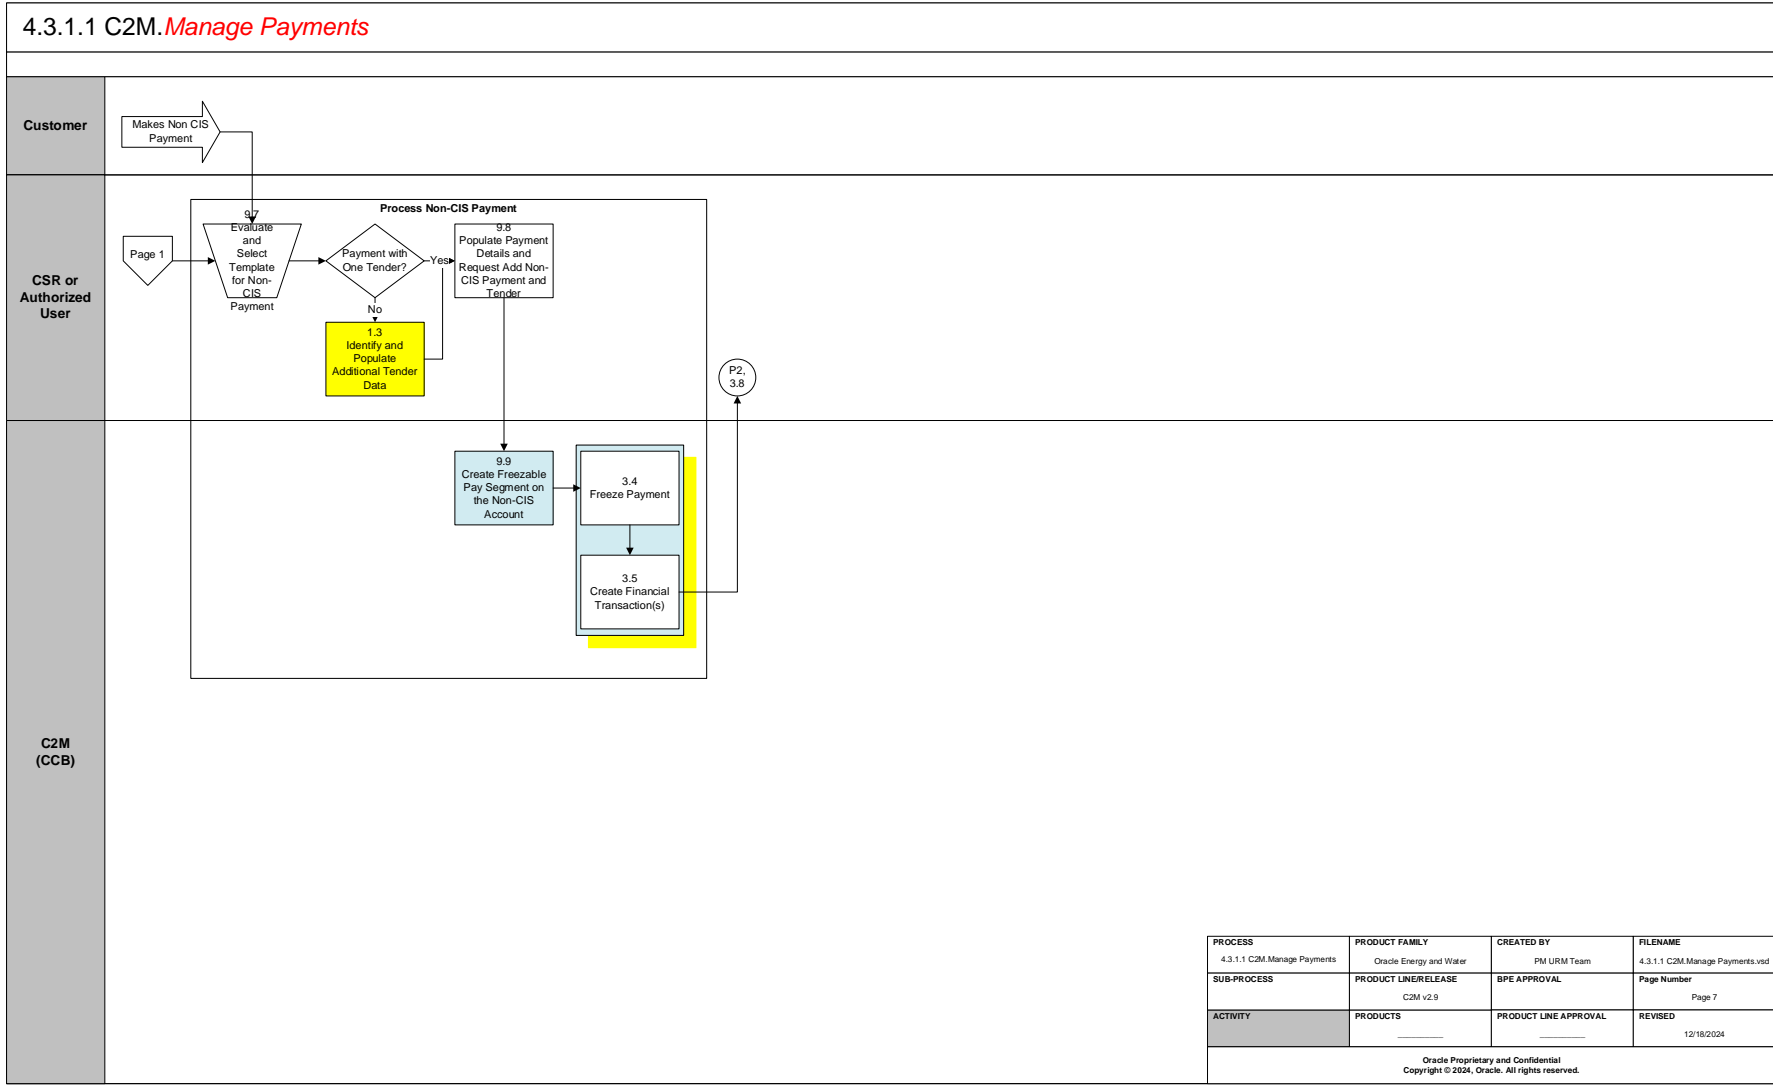 4.3.1.1 C2M.Manage Payments
Customer
Makes Non CIS
Payment
CSR or
Authorized
User
Page 1
Process Non-CIS Payment
9.7
Evaluate
and
Select
Template
for Non-
CIS
Payment
Payment with
One Tender?
Yes
No
9.8
Populate Payment
Details and
Request Add Non-
CIS Payment and
Tender
1.3
Identify and
Populate
Additional Tender
Data
P2,
3.8
C2M
(CCB)
9.9
Create Freezable
Pay Segment on
the Non-CIS
Account
3.4
Freeze Payment
3.5
Create Financial
Transaction(s)
PROCESS
4.3.1.1 C2M.Manage Payments
PRODUCT FAMILY
Oracle Energy and Water
CREATED BY
PM URM Team
FILENAME
4.3.1.1 C2M.Manage Payments.vsd
SUB-PROCESS
PRODUCT LINE/RELEASE
C2M v2.9
BPE APPROVAL
Page Number
Page 7
ACTIVITY
PRODUCTS
PRODUCT LINE APPROVAL
REVISED
12/18/2024
Oracle Proprietary and Confidential
Copyright © 2024, Oracle. All rights reserved.